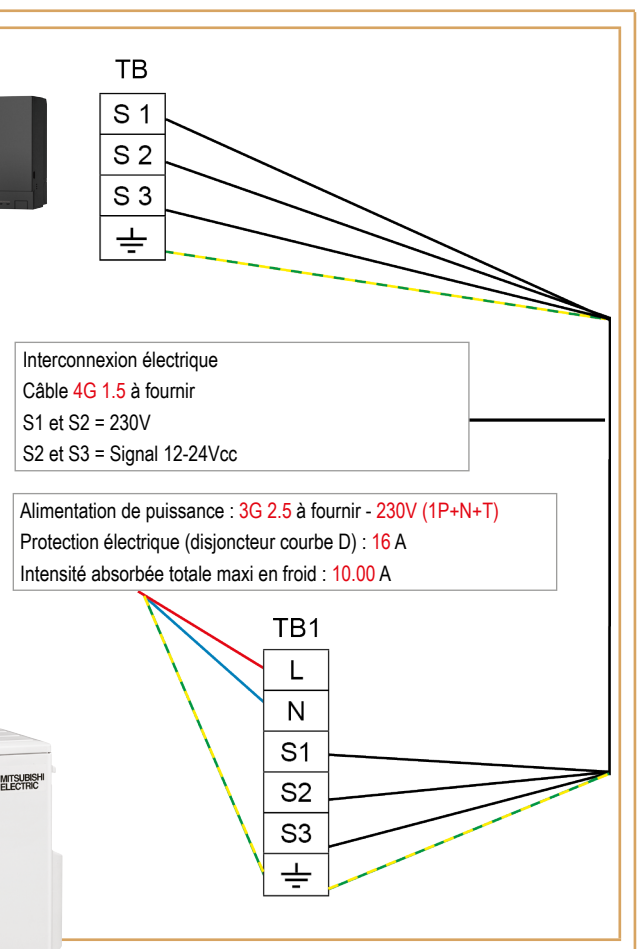 TB
S 1
S 2
S 3
Interconnexion électrique
Câble 4G 1.5 à fournir
S1 et S2 = 230V
S2 et S3 = Signal 12-24Vcc
Alimentation de puissance : 3G 2.5 à fournir - 230V (1P+N+T)
Protection électrique (disjoncteur courbe D) : 16 A
Intensité absorbée totale maxi en froid : 10.00 A
TB1
L
N
S1
S2
S3
MITSUBISHI
ELECTRIC